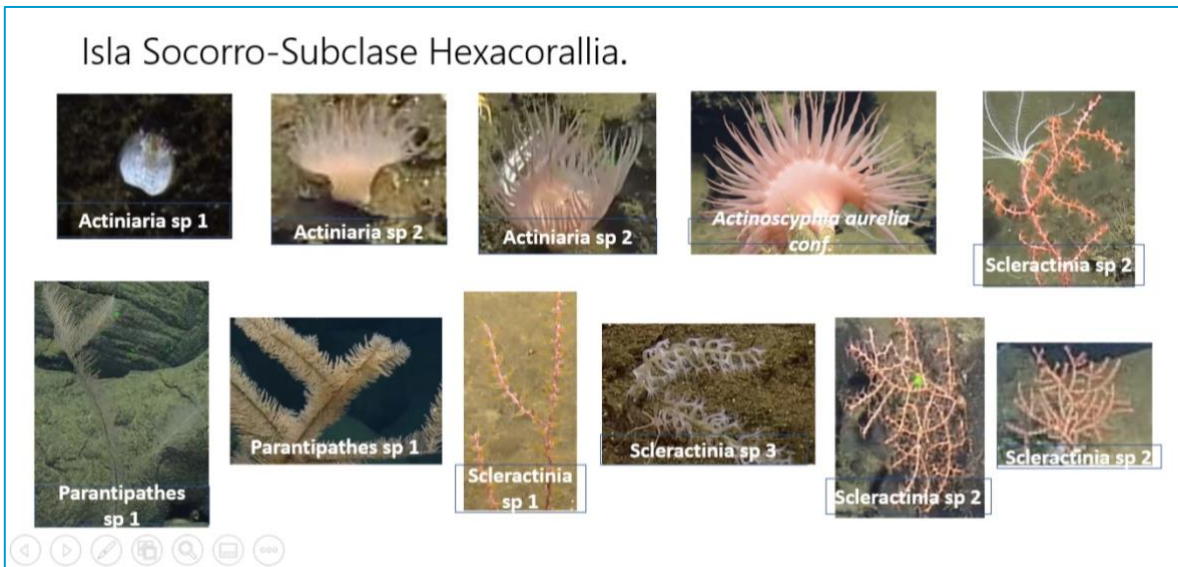 Isla Socorro-Subclase Hexacorallia.
Actiniaria sp 1
Actiniaria sp 2
Actiniaria sp 2
Actinoscyphia aurelia
conf.
Scleractinia sp 2
Parantipathes
sp 1
Parantipathes sp 1
Scleractinia
sp 1
Scleractinia sp 3
Scleractinia sp 2
Scleractinia sp 2